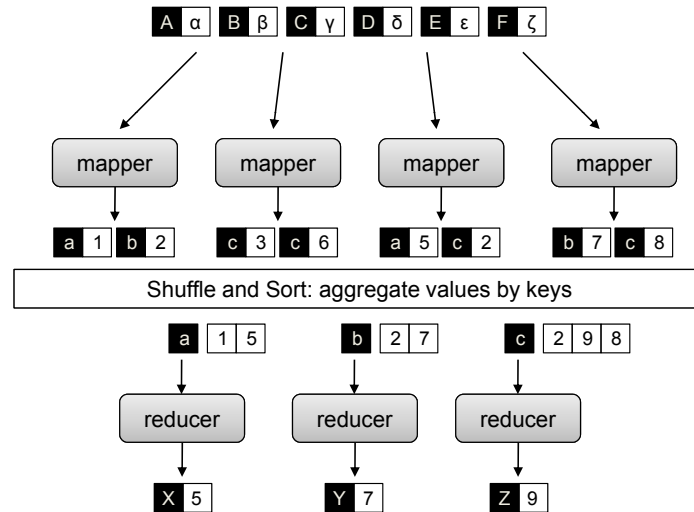 A α B β C γ D δ E ε F ζ
mapper mapper mapper mapper
a 1 b 2 c 3 c 6 a 5 c 2 b 7 c 8
Shuffle and Sort: aggregate values by keys
a 1 5 b 2 7 c 2 9 8
reducer reducer reducer
X 5 Y 7 Z 9